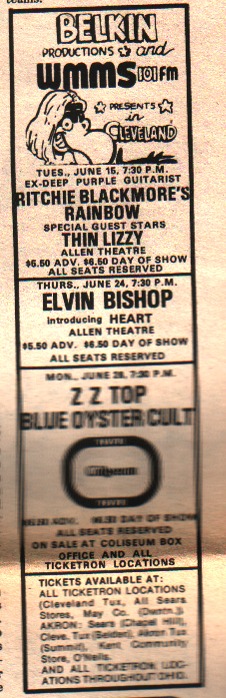 teams.
BELKIN
PRODUCTIONS and
WMMS 101 FM
PRESENTS
in
CLEVELAND
TUES., JUNE 15, 7:30 P.M.
EX-DEEP PURPLE GUITARIST
RITCHIE BLACKMORE'S
RAINBOW
SPECIAL GUEST STARS
THIN LIZZY
ALLEN THEATRE
$5.50 ADV. $6.50 DAY OF SHOW
ALL SEATS RESERVED
THURS., JUNE 24, 7:30 P.M.
ELVIN BISHOP
introducing HEART
ALLEN THEATRE
$5.50 ADV. $6.50 DAY OF SHOW
ALL SEATS RESERVED
MON., JUNE 28, 7:30 P.M.
Z Z TOP
BLUE OYSTER CULT
Coliseum
ADV. DAY OF SHOW
ALL SEATS RESERVED
ON SALE AT COLISEUM BOX
OFFICE AND ALL
TICKETRON LOCATIONS
TICKETS AVAILABLE AT:
ALL TICKETRON LOCATIONS
(Cleveland Tux, All Sears
Stores, May Co. (Dwntn.))
AKRON: Sears (Chapel Hill),
Cleve. Tux (Belden), Akron Tux
(Summit), Kent Community
Store, O'Neils.
AND ALL TICKETRON LOC-
ATIONS THROUGHOUT OHIO.